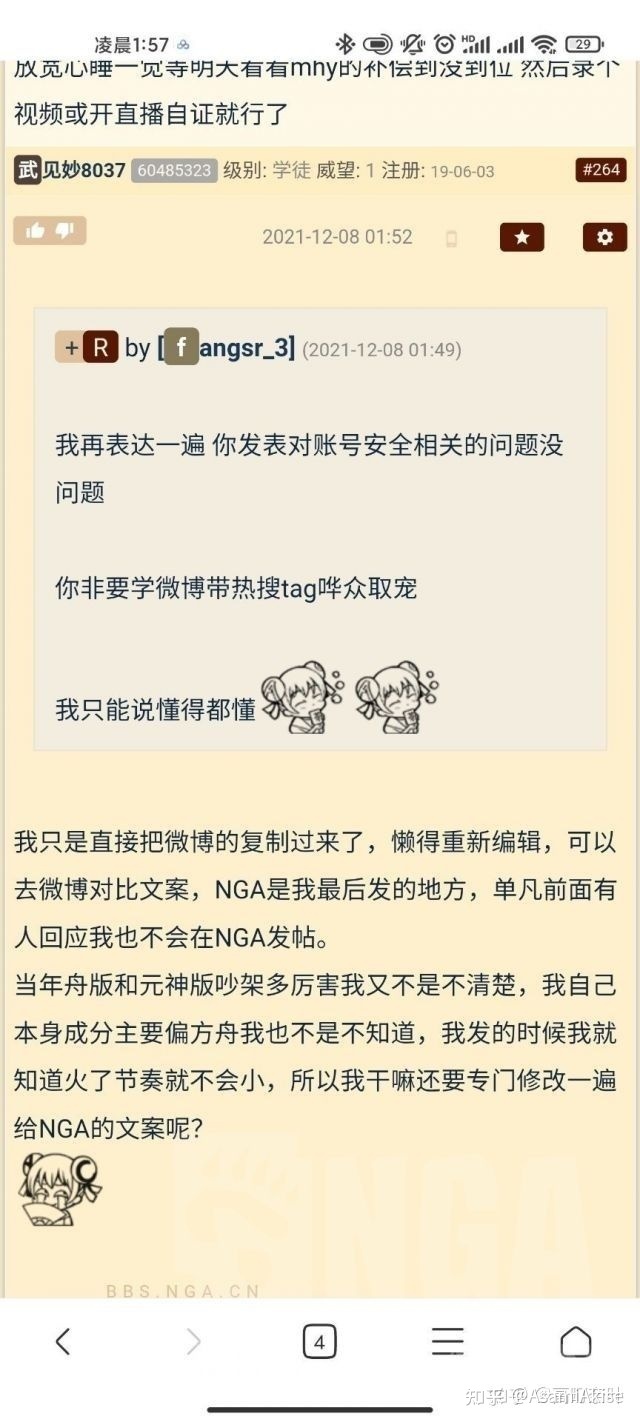 凌晨1:57
HD
29
放宽心睡一觉等明天看看mhy的补偿到没到位 然后录个
视频或开直播自证就行了
武见妙8037 60485323 级别: 学徒 威望: 1 注册: 19-06-03 #264
2021-12-08 01:52
+ R by [fangsr_3] (2021-12-08 01:49)
我再表达一遍 你发表对账号安全相关的问题没
问题
你非要学微博带热搜tag哗众取宠
我只能说懂得都懂
我只是直接把微博的复制过来了，懒得重新编辑，可以
去微博对比文案，NGA是我最后发的地方，单凡前面有
人回应我也不会在NGA发帖。
当年舟版和元神版吵架多厉害我又不是不清楚，我自己
本身成分主要偏方舟我也不是不知道，我发的时候我就
知道火了节奏就不会小，所以我干嘛还要专门修改一遍
给NGA的文案呢？
NGA
BBS.NGA.CN
4
知乎